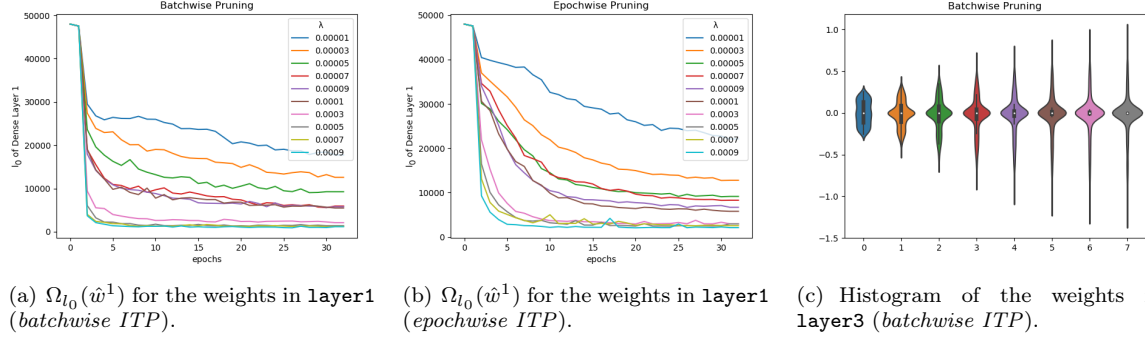 Batchwise Pruning
50000
40000
30000
20000
10000
0
l0 of Dense Layer 1
0 5 10 15 20 25 30
epochs
λ
0.00001
0.00003
0.00005
0.00007
0.00009
0.0001
0.0003
0.0005
0.0007
0.0009
Epochwise Pruning
50000
40000
30000
20000
10000
0
l0 of Dense Layer 1
0 5 10 15 20 25 30
epochs
λ
0.00001
0.00003
0.00005
0.00007
0.00009
0.0001
0.0003
0.0005
0.0007
0.0009
Batchwise Pruning
1.0
0.5
0.0
−0.5
−1.0
−1.5
0 1 2 3 4 5 6 7
(a) Ωl0(ŵ1) for the weights in layer1
(batchwise ITP).
(b) Ωl0(ŵ1) for the weights in layer1
(epochwise ITP).
(c) Histogram of the weights
layer3 (batchwise ITP).